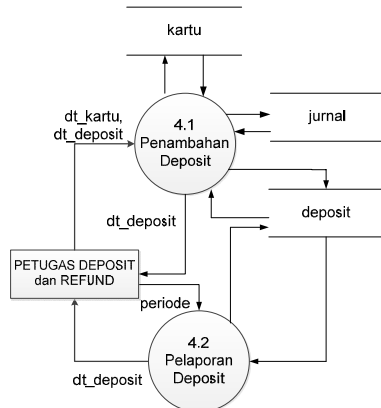 kartu
dt_kartu,
dt_deposit
4.1
Penambahan
Deposit
jurnal
deposit
dt_deposit
PETUGAS DEPOSIT
dan REFUND
periode
4.2
Pelaporan
Deposit
dt_deposit